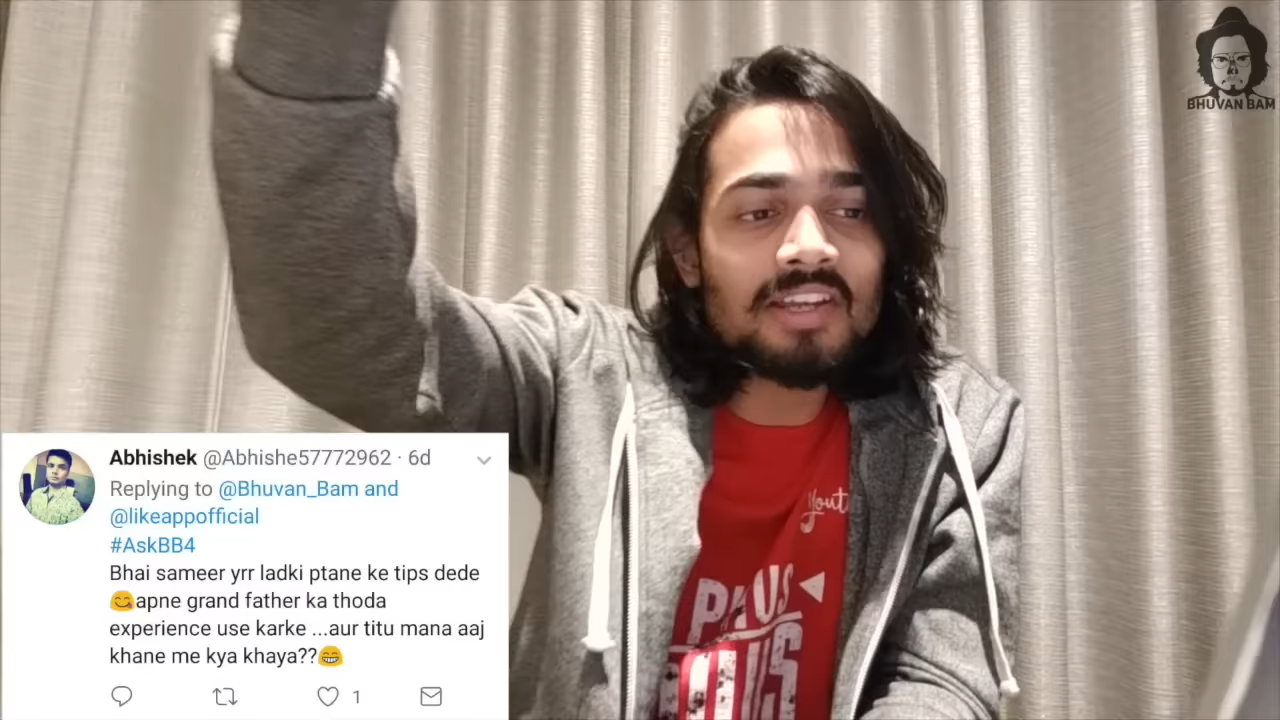 BHUVAN BAM
Abhishek @Abhishe57772962 · 6d
Replying to @Bhuvan_Bam and
@likeappofficial
#AskBB4
Bhai sameer yrr ladki ptane ke tips dede
😋apne grand father ka thoda
experience use karke ...aur titu mana aaj
khane me kya khaya??😁
1